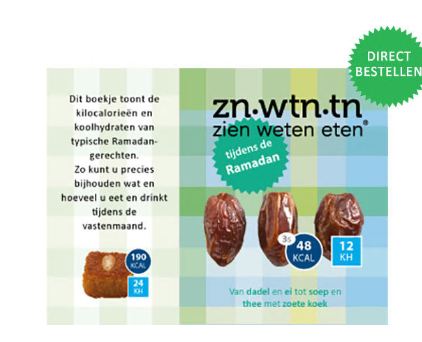 DIRECT
BESTELLEN
Dit boekje toont de
kilocalorieën en
koolhydraten van
typische Ramadan-
gerechten.
Zo kunt u precies
bijhouden wat en
hoeveel u eet en drinkt
tijdens de
vastenmaand.
190
KCAL
24
KH
zn.wtn.tn
zien weten eten®
tijdens de
Ramadan
3s
48
KCAL
12
KH
Van dadel en ei tot soep en
thee met zoete koek